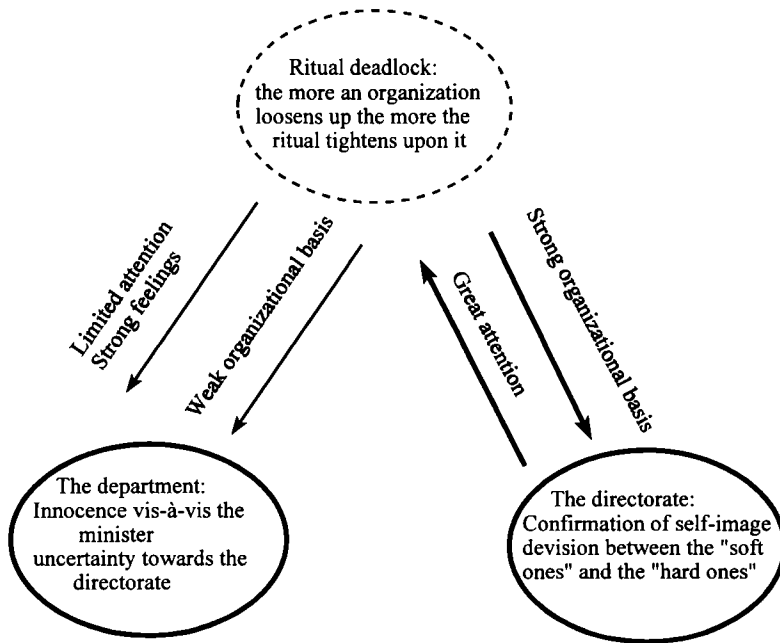 Ritual deadlock:
the more an organization
loosens up the more the
ritual tightens upon it
Limited attention
Strong feelings
Weak organizational basis
Great attention
Strong organizational basis
The department:
Innocence vis-à-vis the
minister
uncertainty towards the
directorate
The directorate:
Confirmation of self-image
devision between the "soft
ones" and the "hard ones"